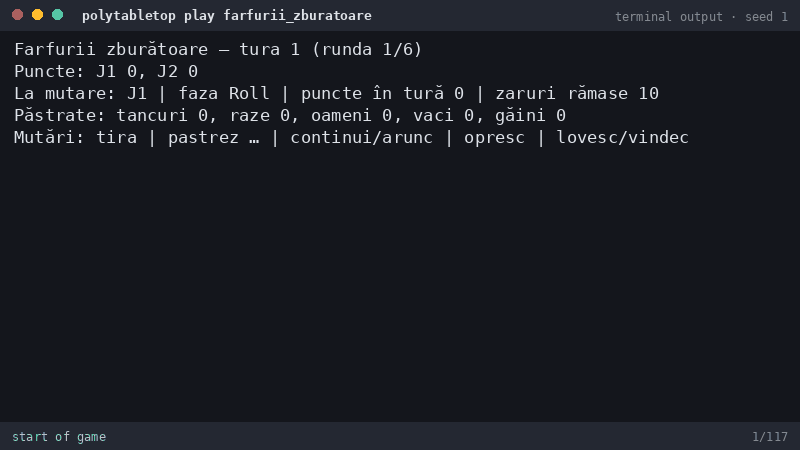 polytabletop play farfurii_zburatoare
terminal output · seed 1
Farfurii zburătoare — tura 1 (runda 1/6)
Puncte: J1 0, J2 0
La mutare: J1 | faza Roll | puncte în tură 0 | zaruri rămase 10
Păstrate: tancuri 0, raze 0, oameni 0, vaci 0, găini 0
Mutări: tira | pastrez … | continui/arunc | opresc | lovesc/vindec
start of game
1/117